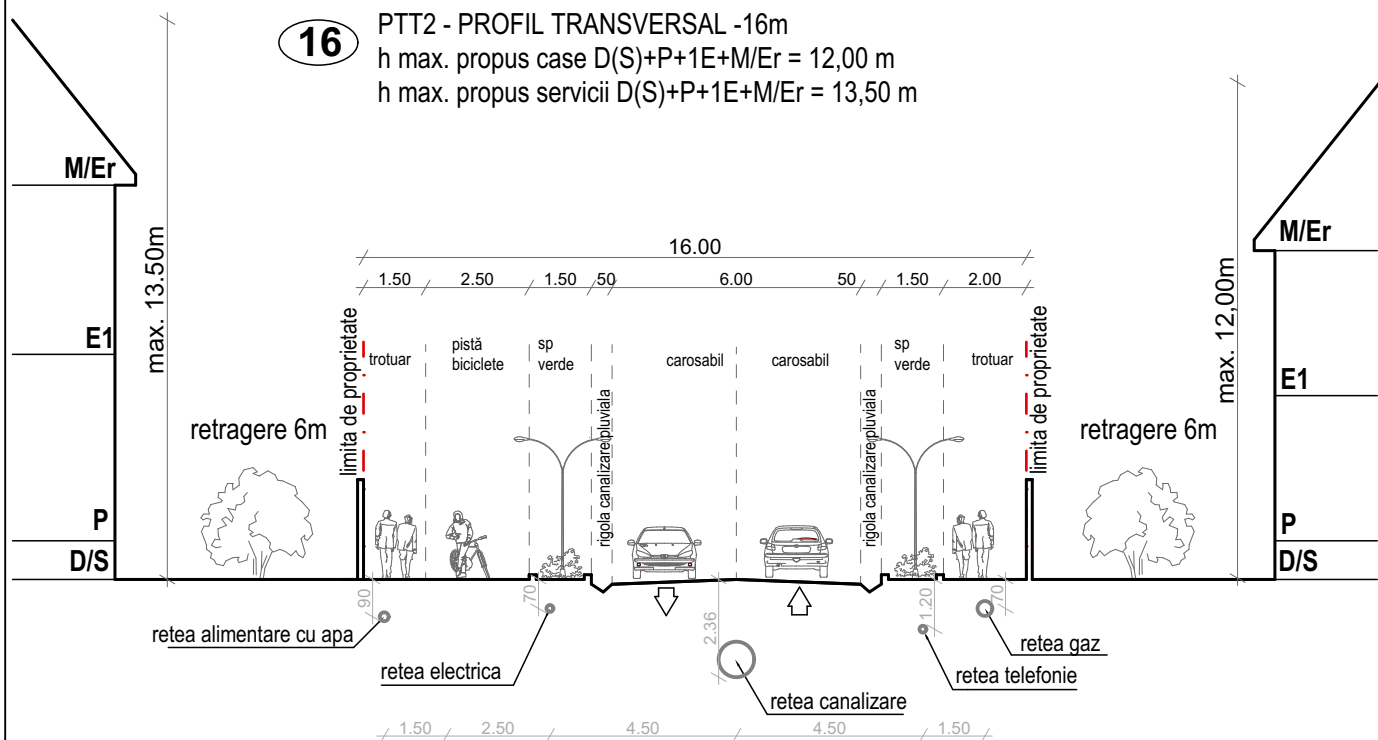 16
PTT2 - PROFIL TRANSVERSAL -16m
h max. propus case D(S)+P+1E+M/Er = 12,00 m
h max. propus servicii D(S)+P+1E+M/Er = 13,50 m
M/Er
E1
P
D/S
max. 13.50m
retragere 6m
limita de proprietate
16.00
1.50 2.50 1.50 50 6.00 50 1.50 2.00
trotuar
pistă
biciclete
sp
verde
rigola canalizare pluviala
carosabil
carosabil
rigola canalizare pluviala
sp
verde
trotuar
limita de proprietate
retragere 6m
max. 12,00m
M/Er
E1
P
D/S
90
70
2.36
1.20
70
retea alimentare cu apa
retea electrica
retea canalizare
retea telefonie
retea gaz
1.50 2.50 4.50 4.50 1.50